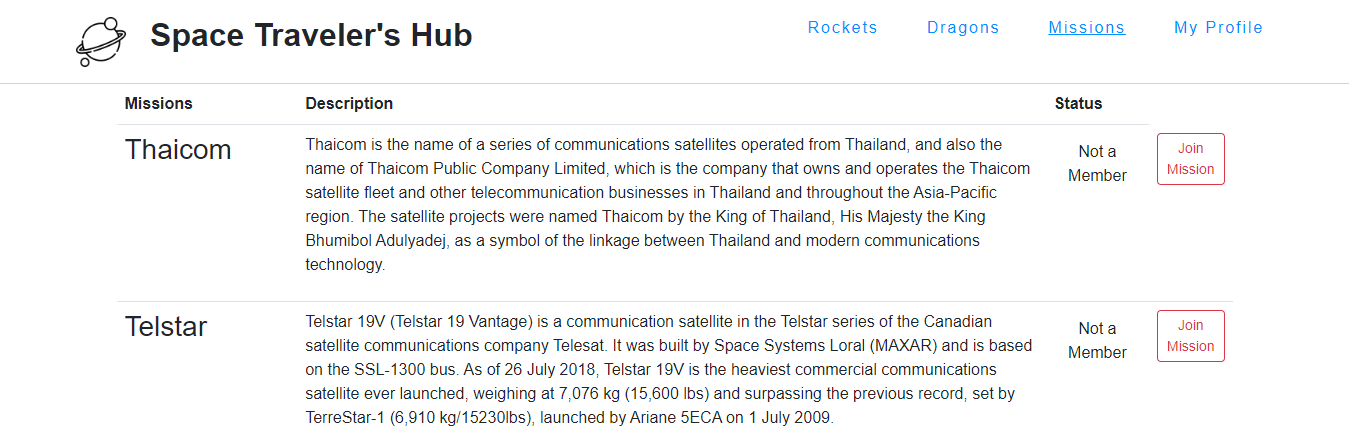 Space Traveler's Hub
Rockets Dragons Missions My Profile
Missions Description Status
Thaicom
Thaicom is the name of a series of communications satellites operated from Thailand, and also the
name of Thaicom Public Company Limited, which is the company that owns and operates the Thaicom
satellite fleet and other telecommunication businesses in Thailand and throughout the Asia-Pacific
region. The satellite projects were named Thaicom by the King of Thailand, His Majesty the King
Bhumibol Adulyadej, as a symbol of the linkage between Thailand and modern communications
technology.
Not a
Member
Join
Mission
Telstar
Telstar 19V (Telstar 19 Vantage) is a communication satellite in the Telstar series of the Canadian
satellite communications company Telesat. It was built by Space Systems Loral (MAXAR) and is based
on the SSL-1300 bus. As of 26 July 2018, Telstar 19V is the heaviest commercial communications
satellite ever launched, weighing at 7,076 kg (15,600 lbs) and surpassing the previous record, set by
TerreStar-1 (6,910 kg/15230lbs), launched by Ariane 5ECA on 1 July 2009.
Not a
Member
Join
Mission